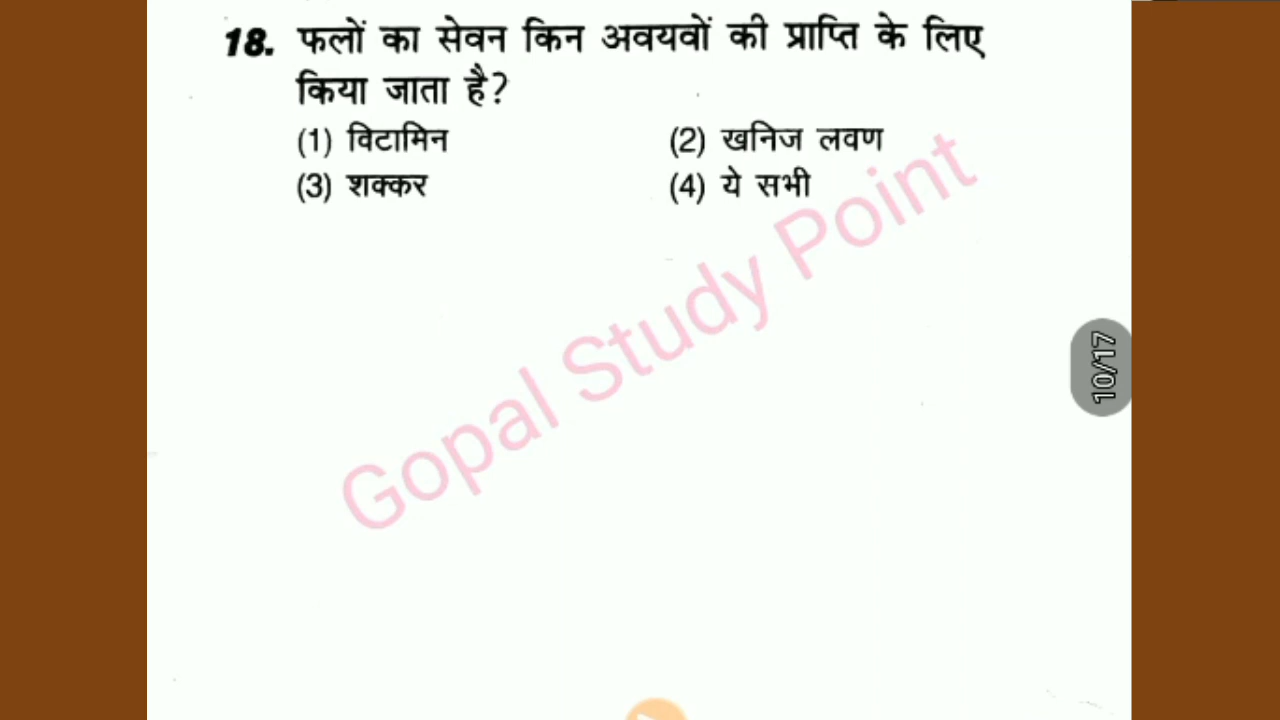 18. फलों का सेवन किन अवयवों की प्राप्ति के लिए
किया जाता है?
(1) विटामिन (2) खनिज लवण
(3) शक्कर (4) ये सभी
Gopal Study Point
10/17